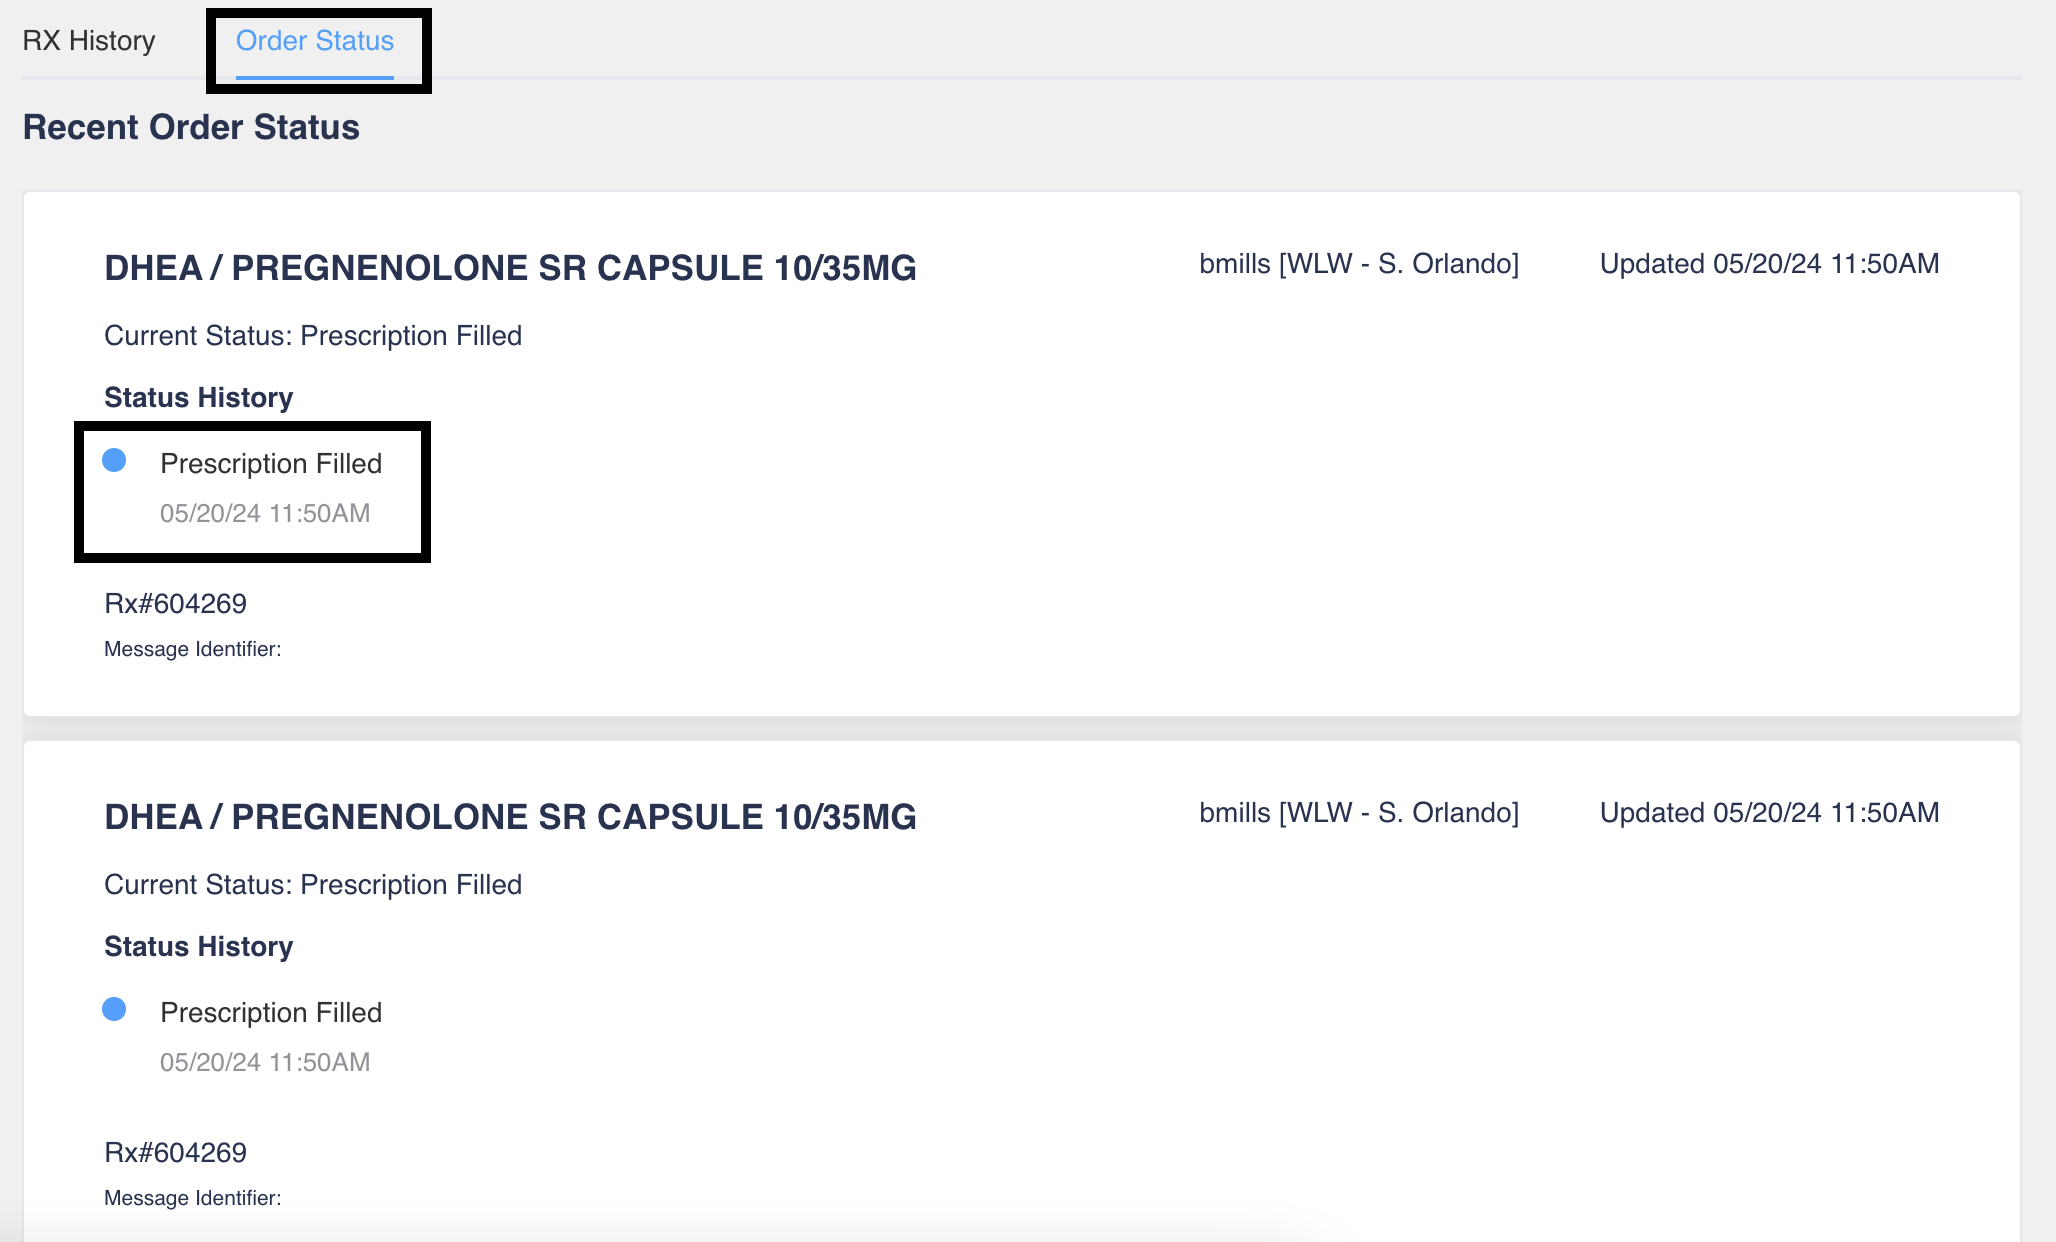 RX History Order Status
Recent Order Status
DHEA / PREGNENOLONE SR CAPSULE 10/35MG bmills [WLW - S. Orlando] Updated 05/20/24 11:50AM
Current Status: Prescription Filled
Status History
Prescription Filled
05/20/24 11:50AM
Rx#604269
Message Identifier:
DHEA / PREGNENOLONE SR CAPSULE 10/35MG bmills [WLW - S. Orlando] Updated 05/20/24 11:50AM
Current Status: Prescription Filled
Status History
Prescription Filled
05/20/24 11:50AM
Rx#604269
Message Identifier: